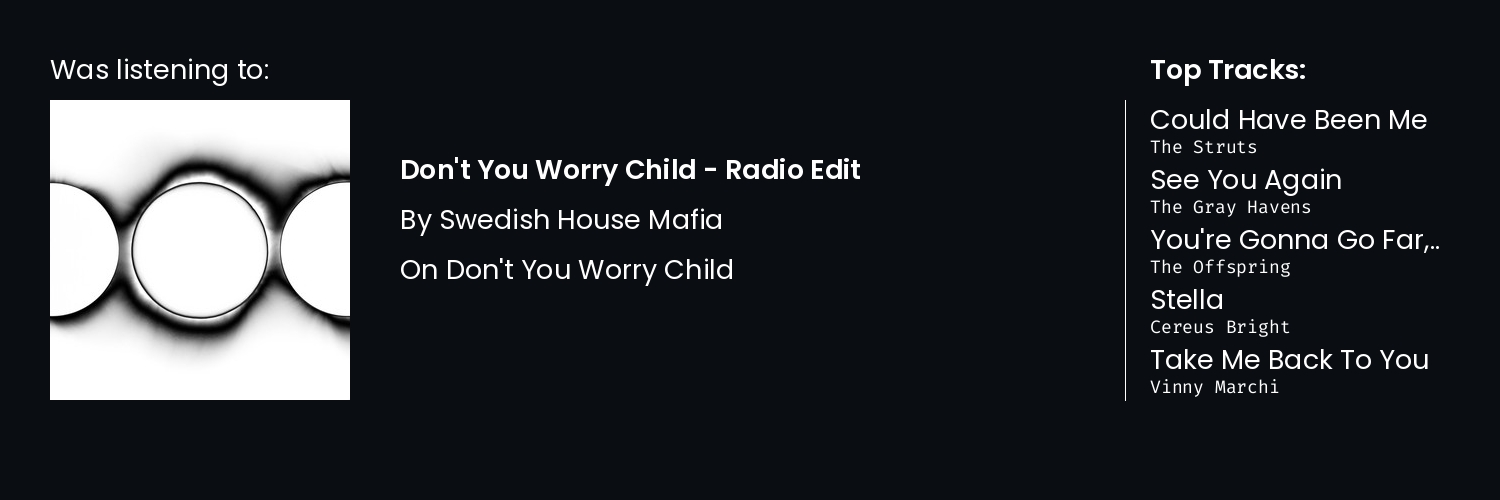 Was listening to:
Don't You Worry Child - Radio Edit
By Swedish House Mafia
On Don't You Worry Child
Top Tracks:
Could Have Been Me
The Struts
See You Again
The Gray Havens
You're Gonna Go Far,..
The Offspring
Stella
Cereus Bright
Take Me Back To You
Vinny Marchi